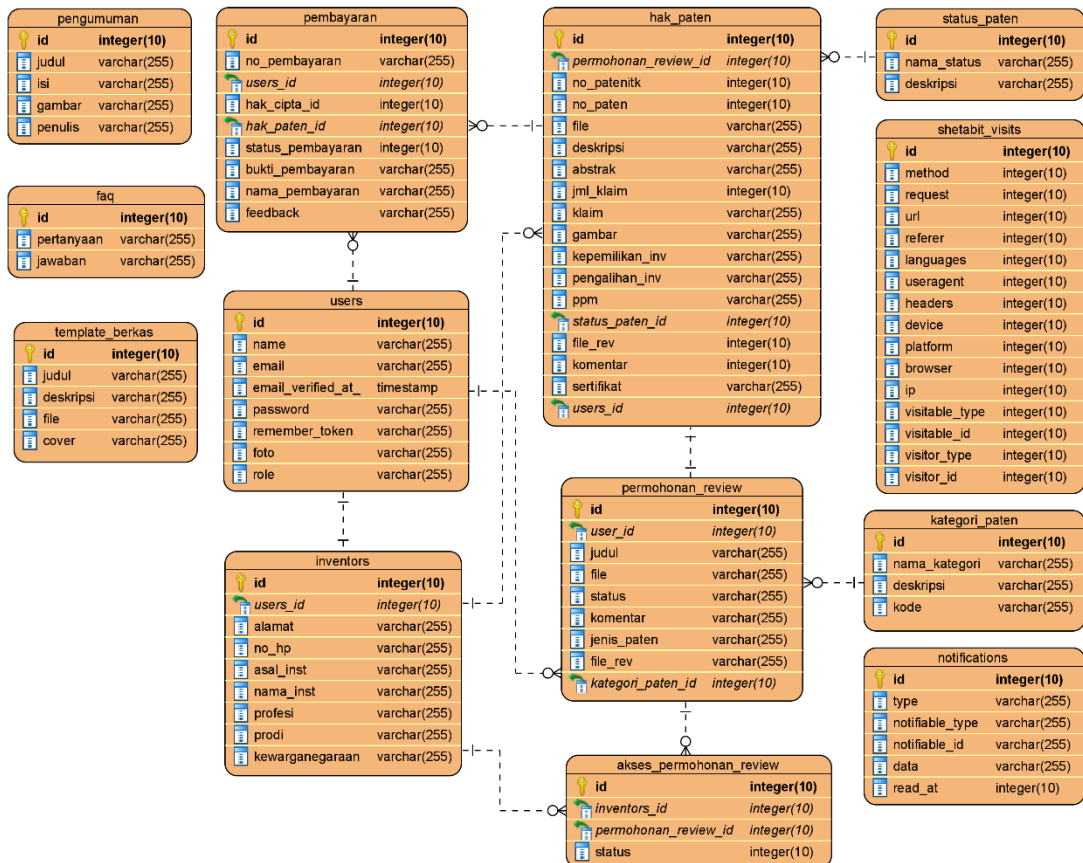 pengumuman
id integer(10)
judul varchar(255)
isi varchar(255)
gambar varchar(255)
penulis varchar(255)
faq
id integer(10)
pertanyaan varchar(255)
jawaban varchar(255)
template_berkas
id integer(10)
judul varchar(255)
deskripsi varchar(255)
file varchar(255)
cover varchar(255)
pembayaran
id integer(10)
no_pembayaran varchar(255)
users_id integer(10)
hak_cipta_id integer(10)
hak_paten_id integer(10)
status_pembayaran integer(10)
bukti_pembayaran varchar(255)
nama_pembayaran varchar(255)
feedback varchar(255)
users
id integer(10)
name varchar(255)
email varchar(255)
email_verified_at_ timestamp
password varchar(255)
remember_token varchar(255)
foto varchar(255)
role varchar(255)
inventors
id integer(10)
users_id integer(10)
alamat varchar(255)
no_hp varchar(255)
asal_inst varchar(255)
nama_inst varchar(255)
profesi varchar(255)
prodi varchar(255)
kewarganegaraan varchar(255)
hak_paten
id integer(10)
permohonan_review_id integer(10)
no_patenitk integer(10)
no_paten integer(10)
file varchar(255)
deskripsi varchar(255)
abstrak varchar(255)
jml_klaim integer(10)
klaim varchar(255)
gambar varchar(255)
kepemilikan_inv varchar(255)
pengalihan_inv varchar(255)
ppm varchar(255)
status_paten_id integer(10)
file_rev integer(10)
komentar integer(10)
sertifikat varchar(255)
users_id integer(10)
permohonan_review
id integer(10)
user_id integer(10)
judul varchar(255)
file varchar(255)
status varchar(255)
komentar varchar(255)
jenis_paten varchar(255)
file_rev varchar(255)
kategori_paten_id integer(10)
akses_permohonan_review
id integer(10)
inventors_id integer(10)
permohonan_review_id integer(10)
status integer(10)
status_paten
id integer(10)
nama_status varchar(255)
deskripsi varchar(255)
shetabit_visits
id integer(10)
method integer(10)
request integer(10)
url integer(10)
referer integer(10)
languages integer(10)
useragent integer(10)
headers integer(10)
device integer(10)
platform integer(10)
browser integer(10)
ip integer(10)
visitable_type integer(10)
visitable_id integer(10)
visitor_type integer(10)
visitor_id integer(10)
kategori_paten
id integer(10)
nama_kategori varchar(255)
deskripsi varchar(255)
kode varchar(255)
notifications
id integer(10)
type varchar(255)
notifiable_type varchar(255)
notifiable_id varchar(255)
data varchar(255)
read_at integer(10)